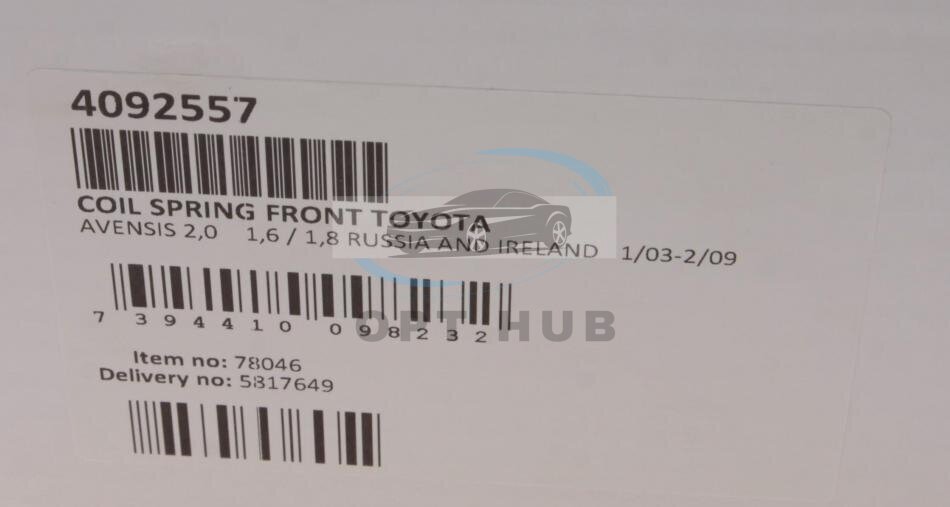 4092557
COIL SPRING FRONT TOYOTA
AVENSIS 2,0 1,6 / 1,8 RUSSIA AND IRELAND 1/03-2/09
7 394410 098232
OPT HUB
Item no: 78046
Delivery no: 5817649